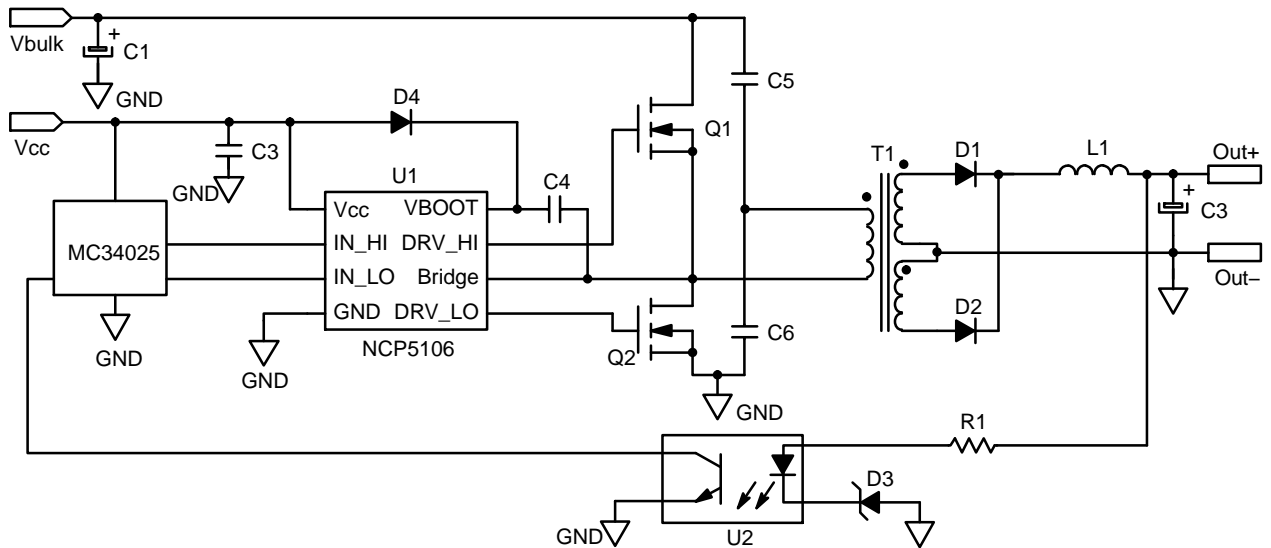 Vbulk
+
C1
GND
Vcc
D4
C3
GND
U1
C4
Vcc
VBOOT
IN_HI
DRV_HI
IN_LO
Bridge
GND
DRV_LO
NCP5106
MC34025
GND
GND
Q1
Q2
C5
C6
GND
T1
D1
D2
L1
+
C3
Out+
Out–
R1
D3
GND
U2